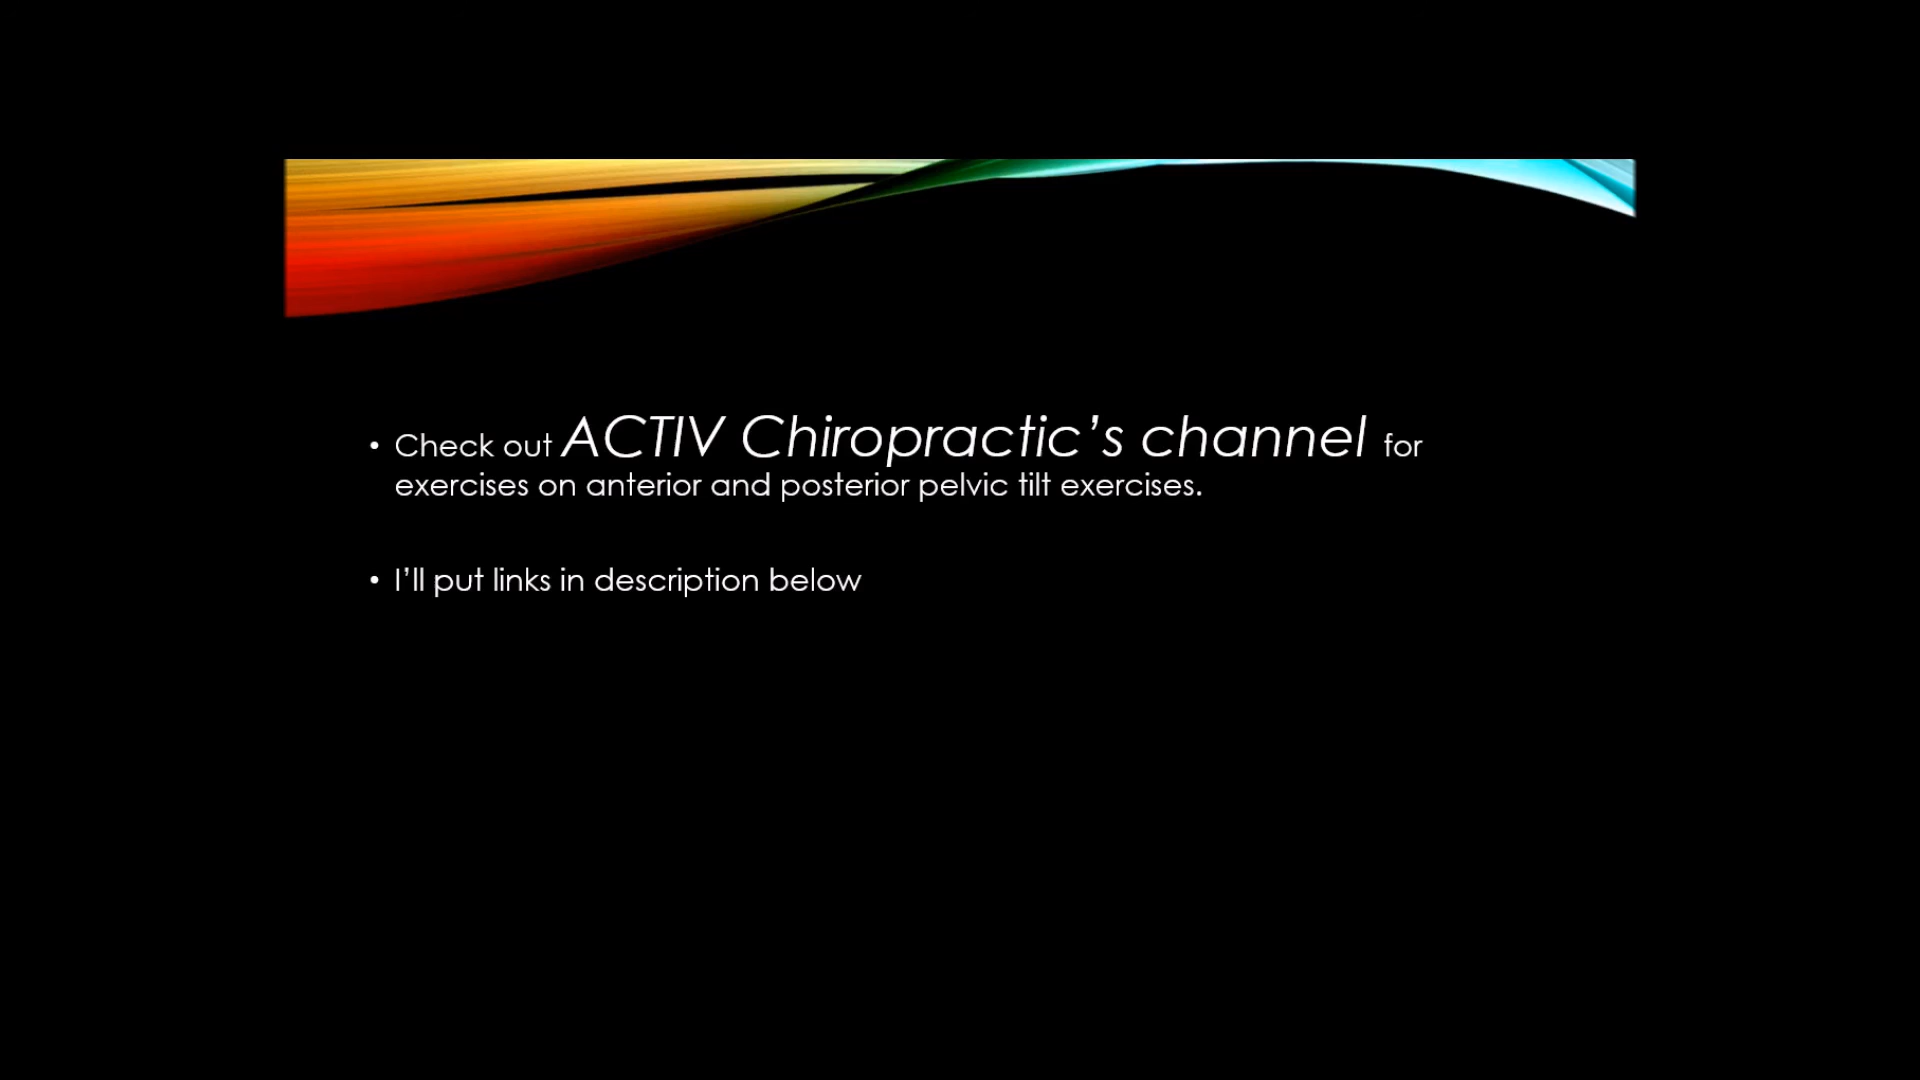 • Check out ACTIV Chiropractic’s channel for
exercises on anterior and posterior pelvic tilt exercises.
• I’ll put links in description below